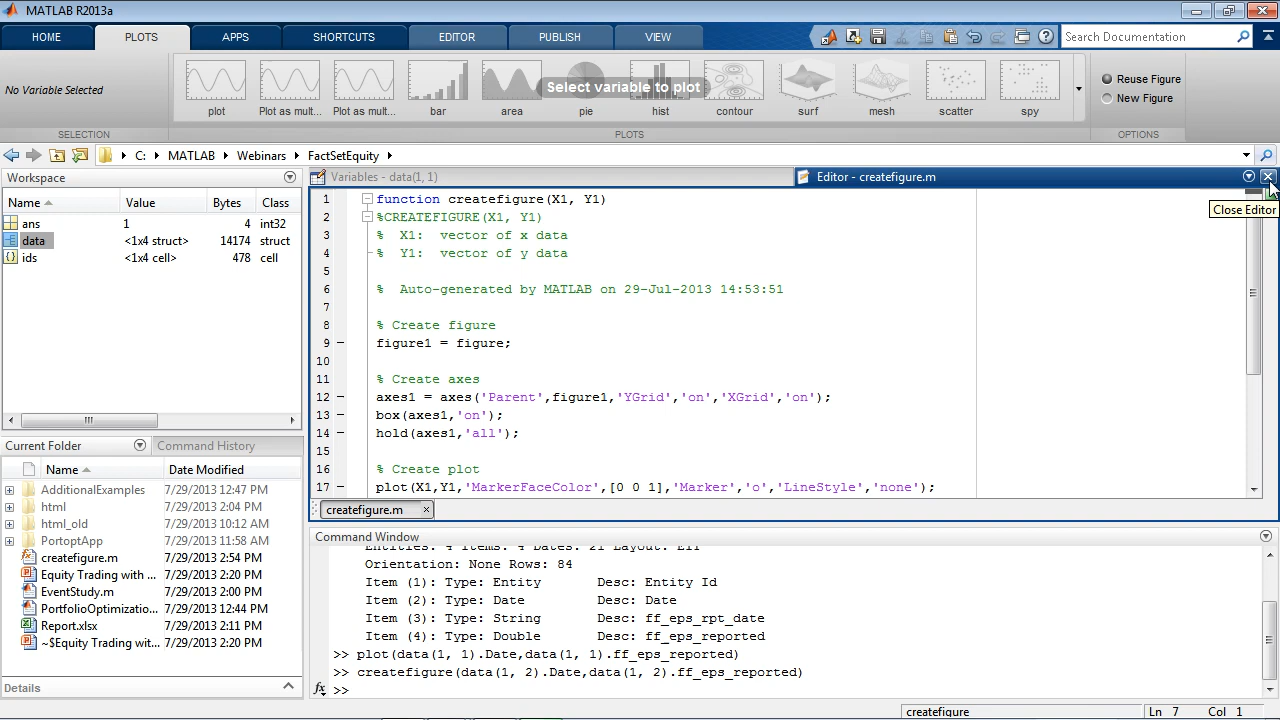 MATLAB R2013a
HOME PLOTS APPS SHORTCUTS EDITOR PUBLISH VIEW Search Documentation
No Variable Selected
plot Plot as mult... Plot as mult... bar area pie hist contour surf mesh scatter spy
Select variable to plot
Reuse Figure
New Figure
SELECTION PLOTS OPTIONS
C: MATLAB Webinars FactSetEquity
Workspace
Name Value Bytes Class
ans 1 4 int32
data <1x4 struct> 14174 struct
ids <1x4 cell> 478 cell
Current Folder Command History
Name Date Modified
AdditionalExamples 7/29/2013 12:47 PM
html 7/29/2013 2:04 PM
html_old 7/29/2013 10:12 AM
PortoptApp 7/29/2013 11:58 AM
createfigure.m 7/29/2013 2:54 PM
Equity Trading with ... 7/29/2013 2:20 PM
EventStudy.m 7/29/2013 2:00 PM
PortfolioOptimizatio... 7/29/2013 12:44 PM
Report.xlsx 7/29/2013 2:11 PM
~$Equity Trading wit... 7/29/2013 2:20 PM
Details
Variables - data(1, 1) Editor - createfigure.m
Close Editor
1 function createfigure(X1, Y1)
2 %CREATEFIGURE(X1, Y1)
3 %  X1:  vector of x data
4 %  Y1:  vector of y data
5
6 %  Auto-generated by MATLAB on 29-Jul-2013 14:53:51
7
8 % Create figure
9 figure1 = figure;
10
11 % Create axes
12 axes1 = axes('Parent',figure1,'YGrid','on','XGrid','on');
13 box(axes1,'on');
14 hold(axes1,'all');
15
16 % Create plot
17 plot(X1,Y1,'MarkerFaceColor',[0 0 1],'Marker','o','LineStyle','none');
createfigure.m
Command Window
Entities: 4 Items: 4 Dates: 21 Layout: Eff
Orientation: None Rows: 84
Item (1): Type: Entity Desc: Entity Id
Item (2): Type: Date Desc: Date
Item (3): Type: String Desc: ff_eps_rpt_date
Item (4): Type: Double Desc: ff_eps_reported
>> plot(data(1, 1).Date,data(1, 1).ff_eps_reported)
>> createfigure(data(1, 2).Date,data(1, 2).ff_eps_reported)
fx >>
createfigure Ln 7 Col 1